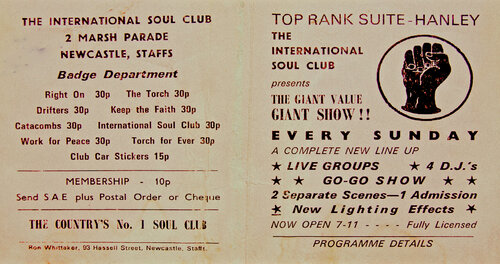 THE INTERNATIONAL SOUL CLUB
2 MARSH PARADE
NEWCASTLE, STAFFS
Badge Department
Right On 30p The Torch 30p
Drifters 30p Keep the Faith 30p
Catacombs 30p International Soul Club 30p
Work for Peace 30p Torch for Ever 30p
Club Car Stickers 15p
MEMBERSHIP - 10p
Send S A E plus Postal Order or Cheque
THE COUNTRY'S No. 1 SOUL CLUB
Ron Whittaker, 93 Hassell Street, Newcastle, Staffs.
TOP RANK SUITE - HANLEY
THE
INTERNATIONAL
SOUL CLUB
presents
THE GIANT VALUE
GIANT SHOW !!
EVERY SUNDAY
A COMPLETE NEW LINE UP
★ LIVE GROUPS ★ 4 D.J.'s
★ ★ GO-GO SHOW ★ ★
2 Separate Scenes—1 Admission
★ New Lighting Effects ★
NOW OPEN 7-11 - - - - Fully Licensed
PROGRAMME DETAILS